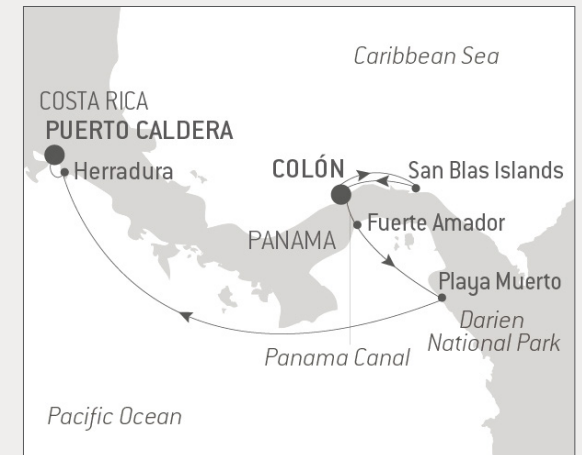 Caribbean Sea
COSTA RICA
PUERTO CALDERA
Herradura
COLÓN
San Blas Islands
Fuerte Amador
PANAMA
Playa Muerto
Darien
National Park
Panama Canal
Pacific Ocean